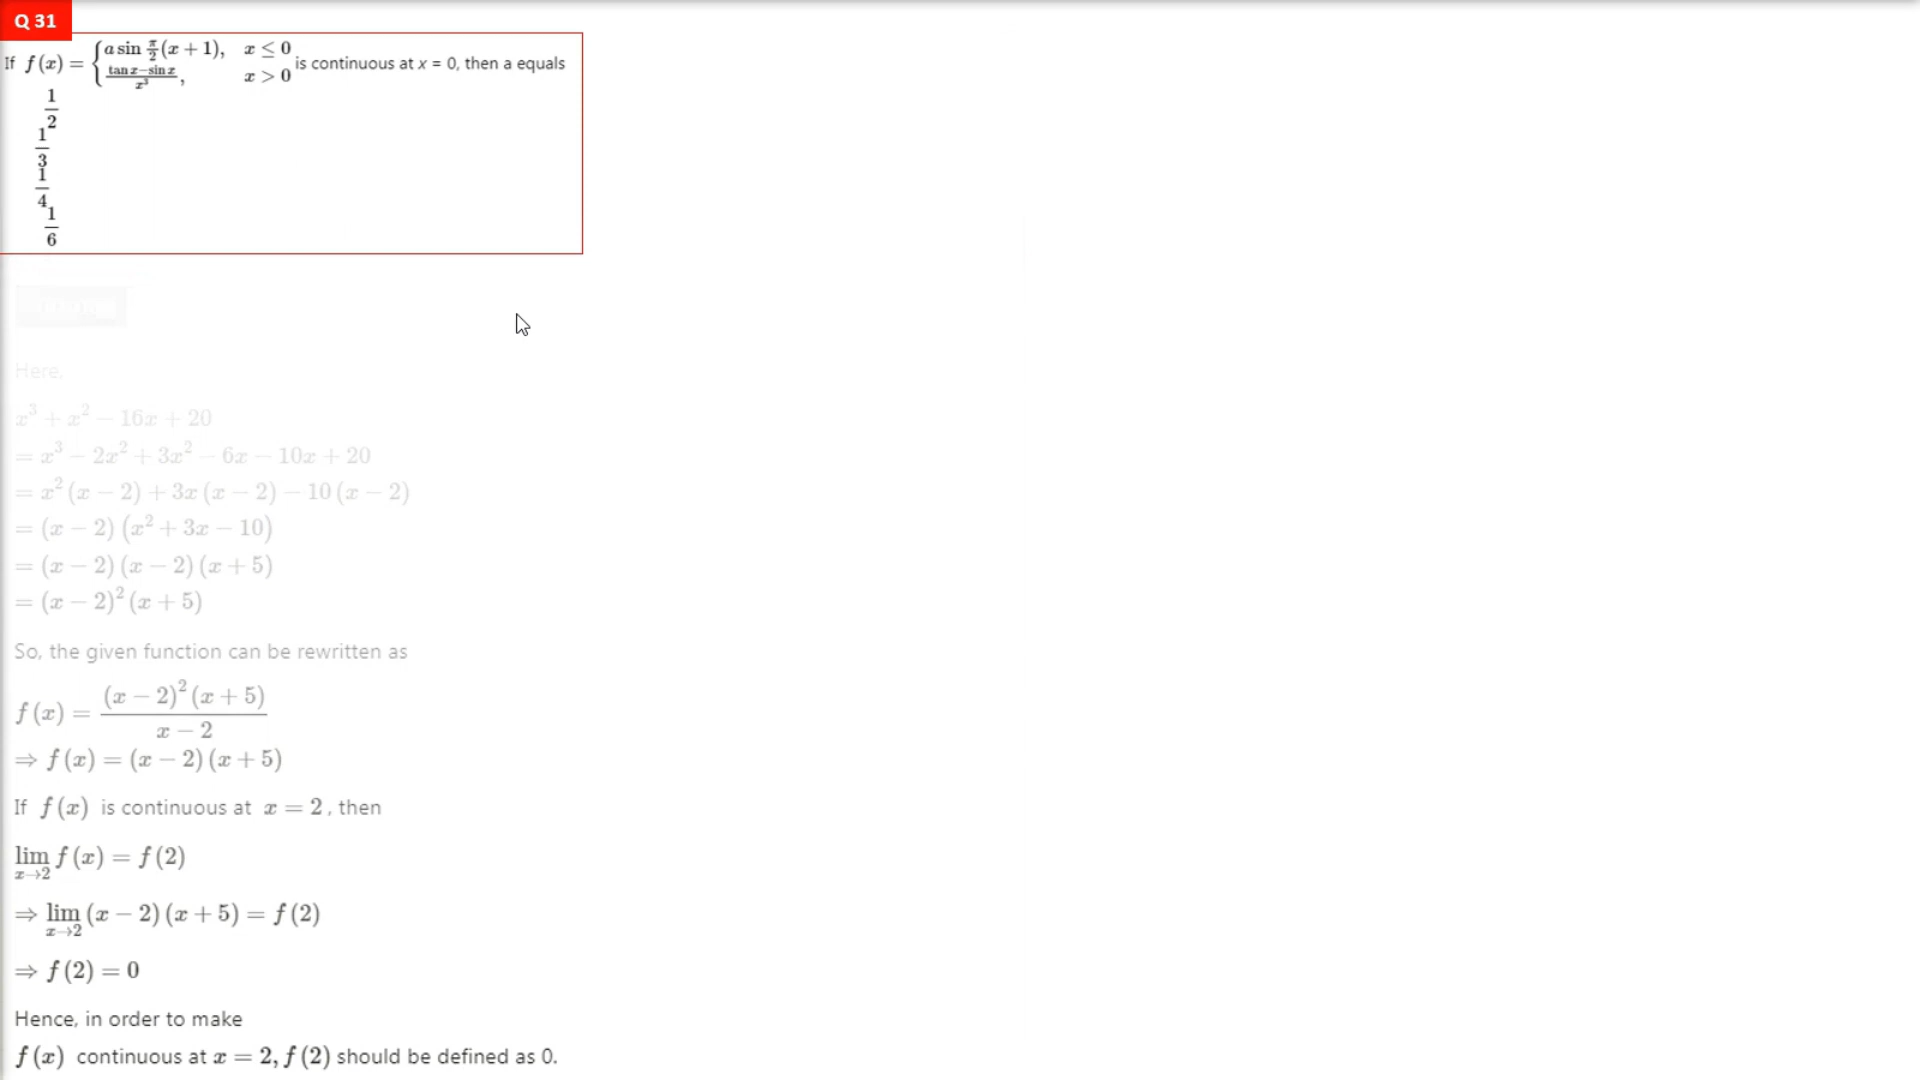 Q 31
If f(x) = { a sin π/2 (x + 1), x ≤ 0
tan x − sin x / x³, x > 0 is continuous at x = 0, then a equals
1/2
1/3
1/4
1/6
Here,
x³ + x² − 16x + 20
= x³ − 2x² + 3x² − 6x − 10x + 20
= x² (x − 2) + 3x (x − 2) − 10 (x − 2)
= (x − 2) (x² + 3x − 10)
= (x − 2) (x − 2) (x + 5)
= (x − 2)² (x + 5)
So, the given function can be rewritten as
f (x) = (x − 2)² (x + 5) / x − 2
⇒ f (x) = (x − 2) (x + 5)
If f (x) is continuous at x = 2, then
lim x→2 f (x) = f (2)
⇒ lim x→2 (x − 2) (x + 5) = f (2)
⇒ f (2) = 0
Hence, in order to make
f (x) continuous at x = 2, f (2) should be defined as 0.